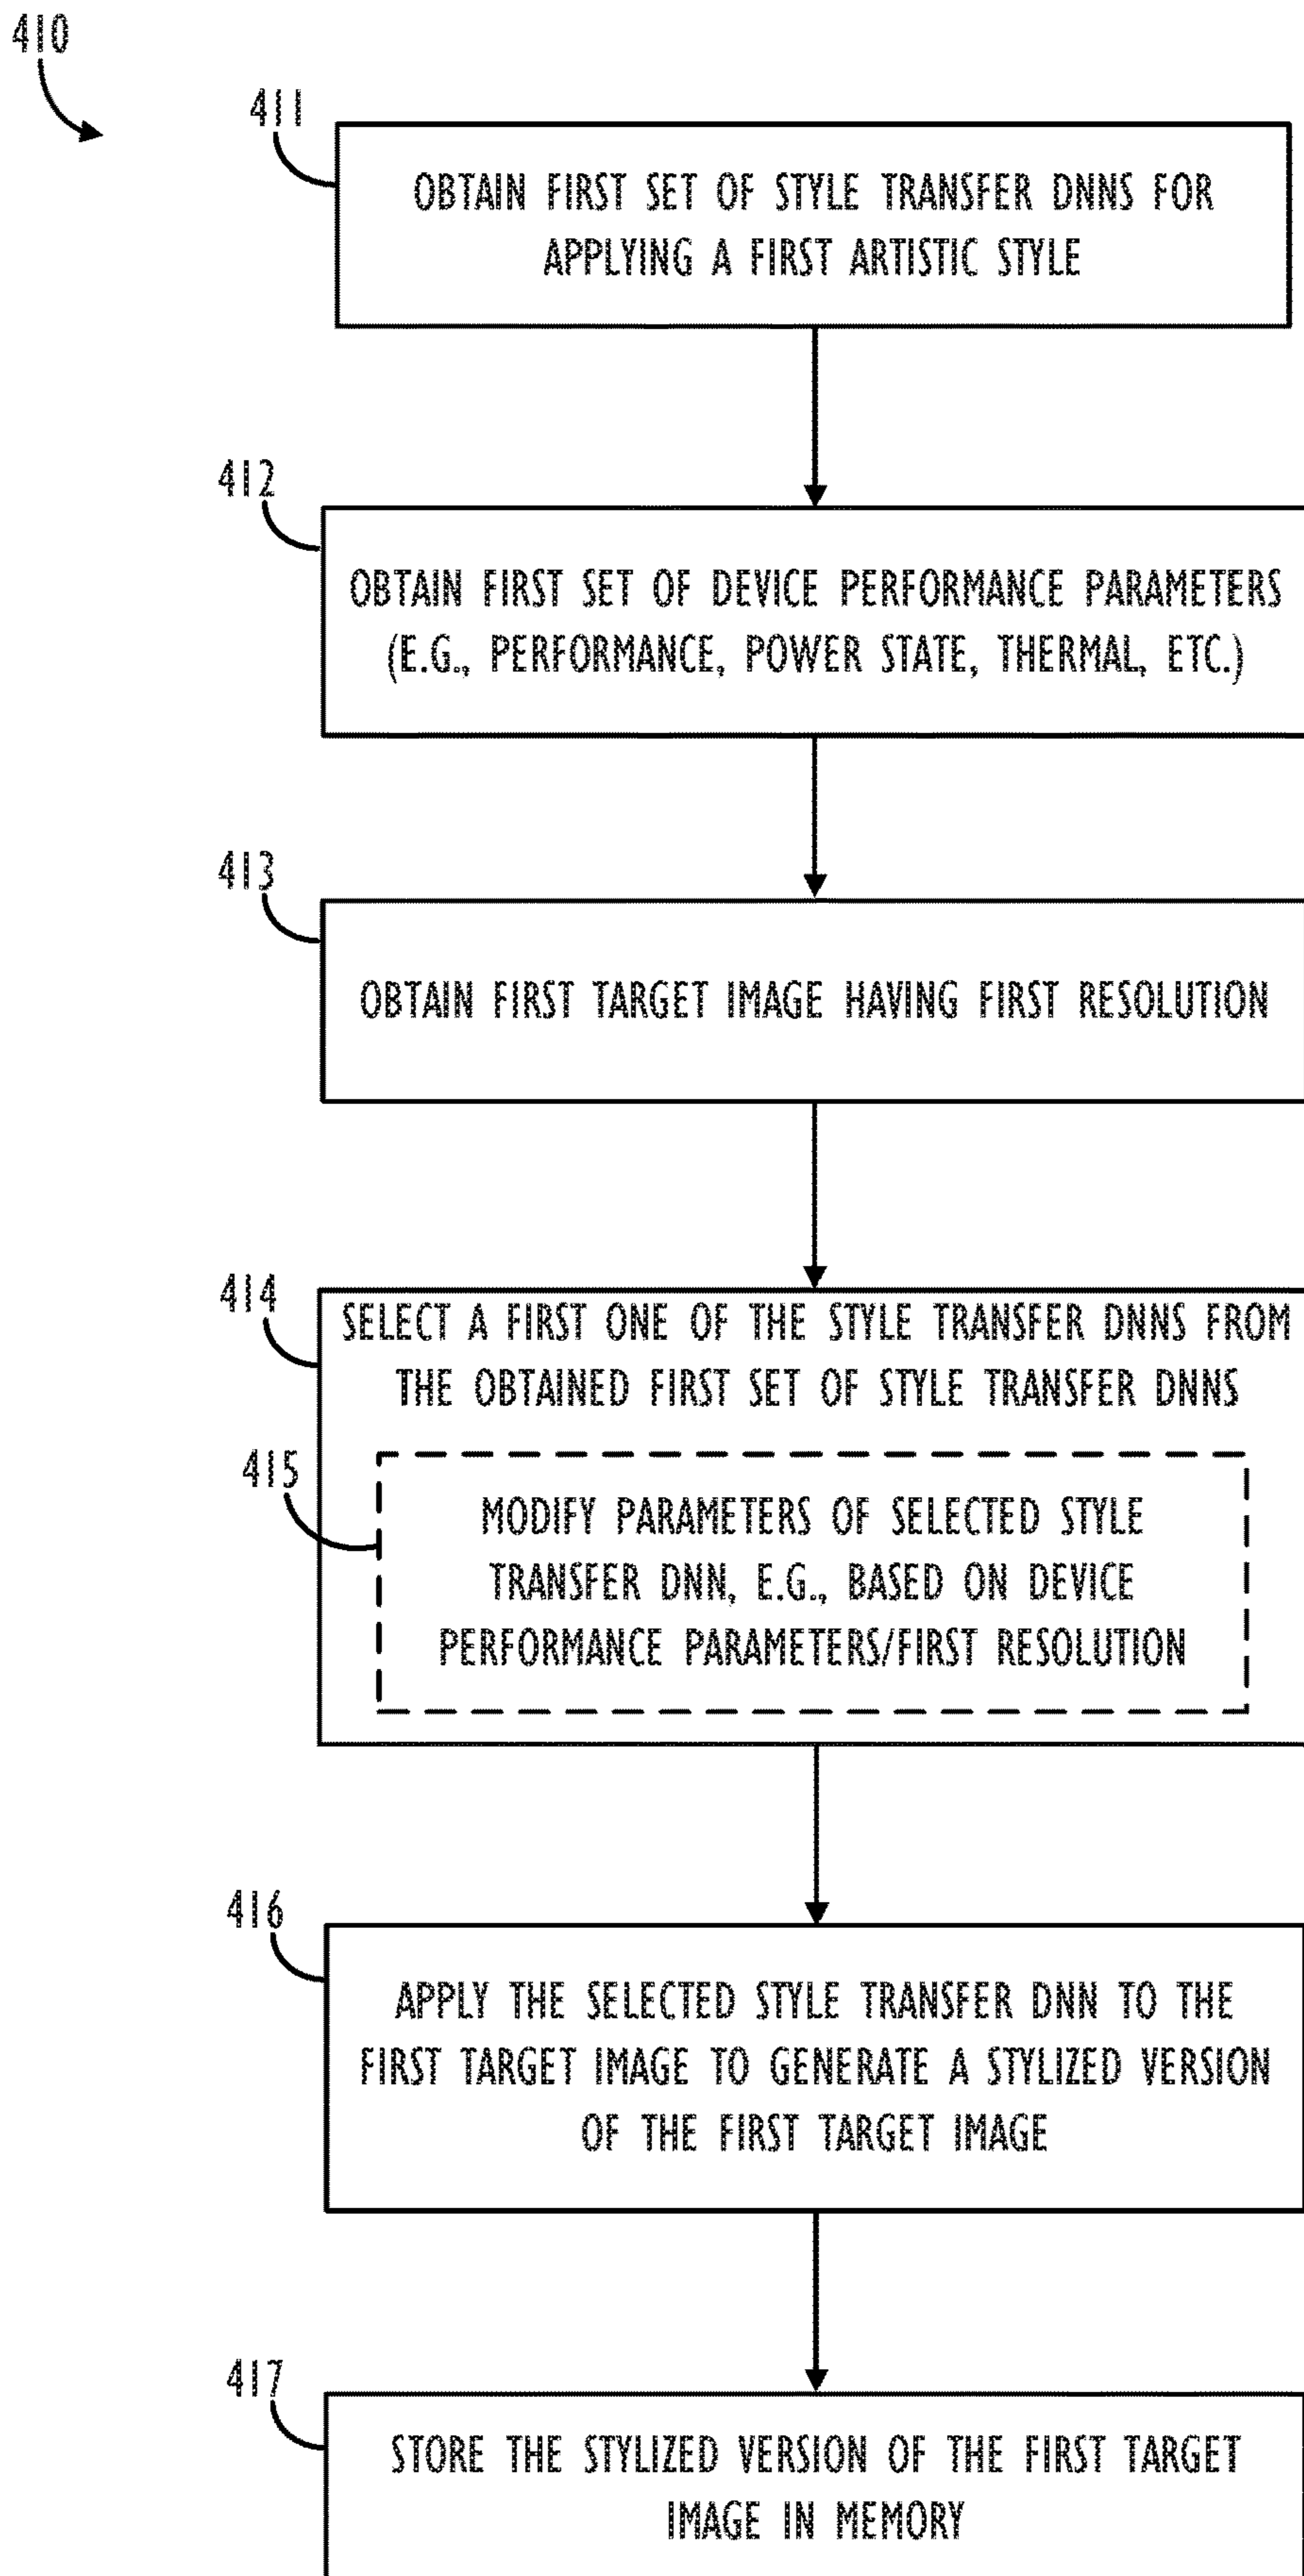 410
411
OBTAIN FIRST SET OF STYLE TRANSFER DNNS FOR
APPLYING A FIRST ARTISTIC STYLE
412
OBTAIN FIRST SET OF DEVICE PERFORMANCE PARAMETERS
(E.G., PERFORMANCE, POWER STATE, THERMAL, ETC.)
413
OBTAIN FIRST TARGET IMAGE HAVING FIRST RESOLUTION
414
SELECT A FIRST ONE OF THE STYLE TRANSFER DNNS FROM
THE OBTAINED FIRST SET OF STYLE TRANSFER DNNS
415
MODIFY PARAMETERS OF SELECTED STYLE
TRANSFER DNN, E.G., BASED ON DEVICE
PERFORMANCE PARAMETERS/FIRST RESOLUTION
416
APPLY THE SELECTED STYLE TRANSFER DNN TO THE
FIRST TARGET IMAGE TO GENERATE A STYLIZED VERSION
OF THE FIRST TARGET IMAGE
417
STORE THE STYLIZED VERSION OF THE FIRST TARGET
IMAGE IN MEMORY